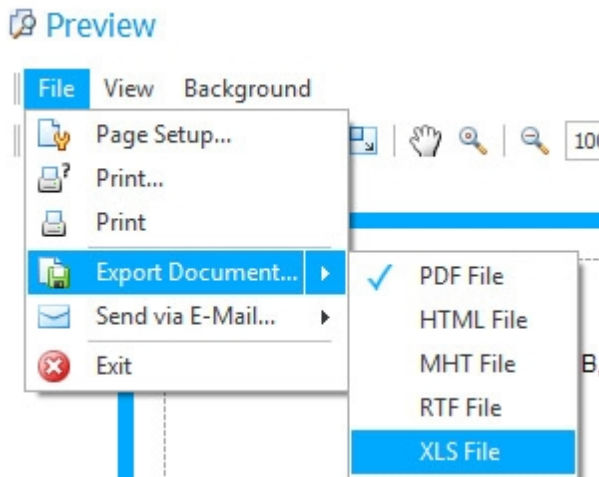 Preview
File View Background
Page Setup...
Print...
Print
Export Document...
Send via E-Mail...
Exit
PDF File
HTML File
MHT File
RTF File
XLS File